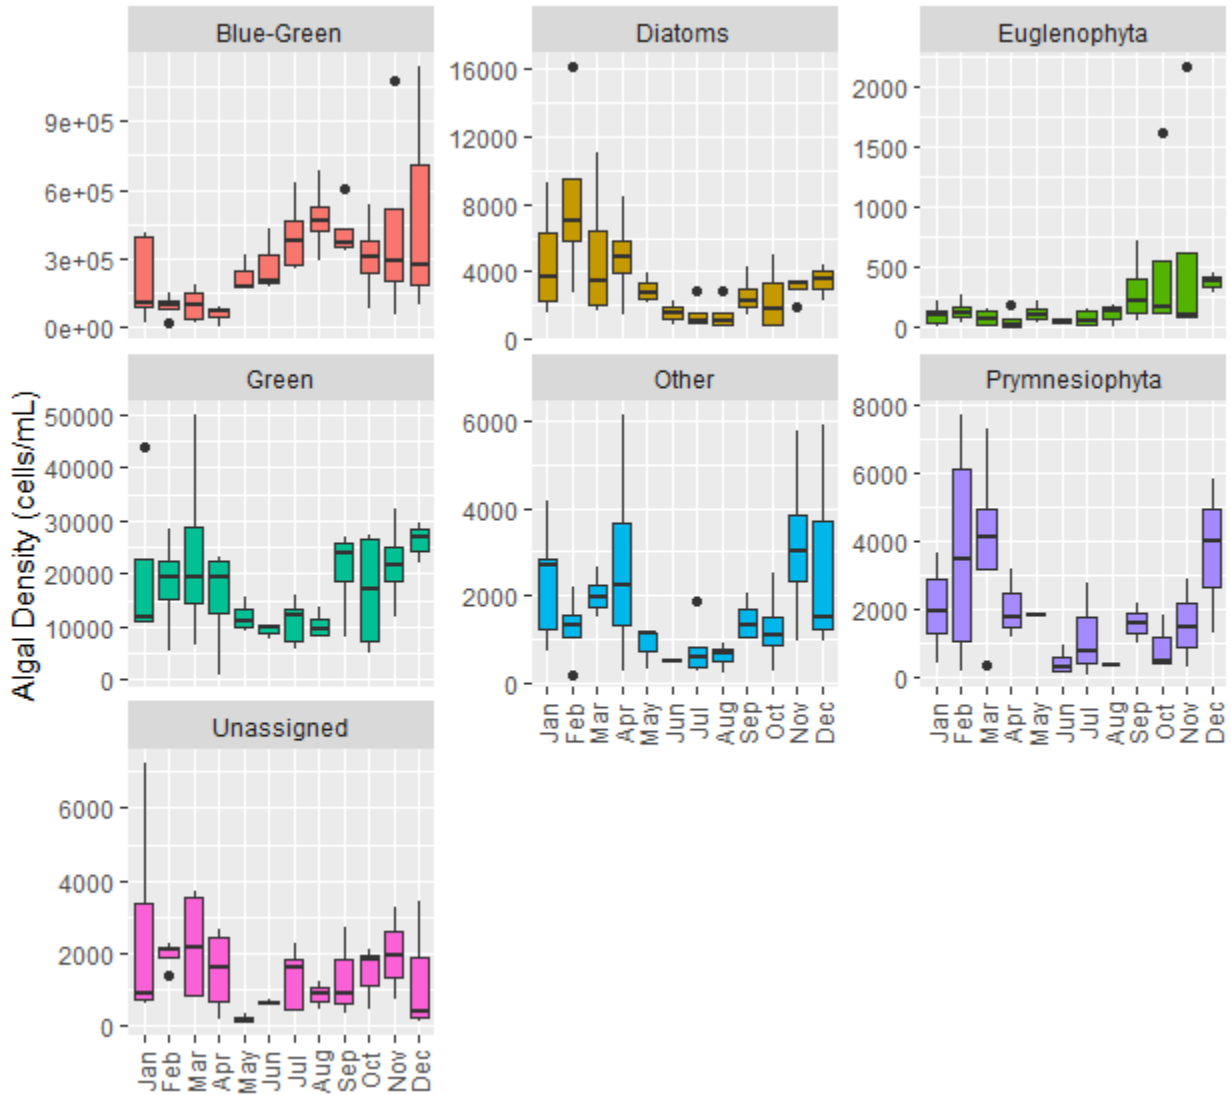 Blue-Green
Diatoms
Euglenophyta
9e+05
6e+05
3e+05
0e+00
16000
12000
8000
4000
0
2000
1500
1000
500
0
Algal Density (cells/mL)
Green
Other
Prymnesiophyta
50000
40000
30000
20000
10000
0
6000
4000
2000
0
8000
6000
4000
2000
0
Jan Feb Mar Apr May Jun Jul Aug Sep Oct Nov Dec
Jan Feb Mar Apr May Jun Jul Aug Sep Oct Nov Dec
Unassigned
6000
4000
2000
0
Jan Feb Mar Apr May Jun Jul Aug Sep Oct Nov Dec